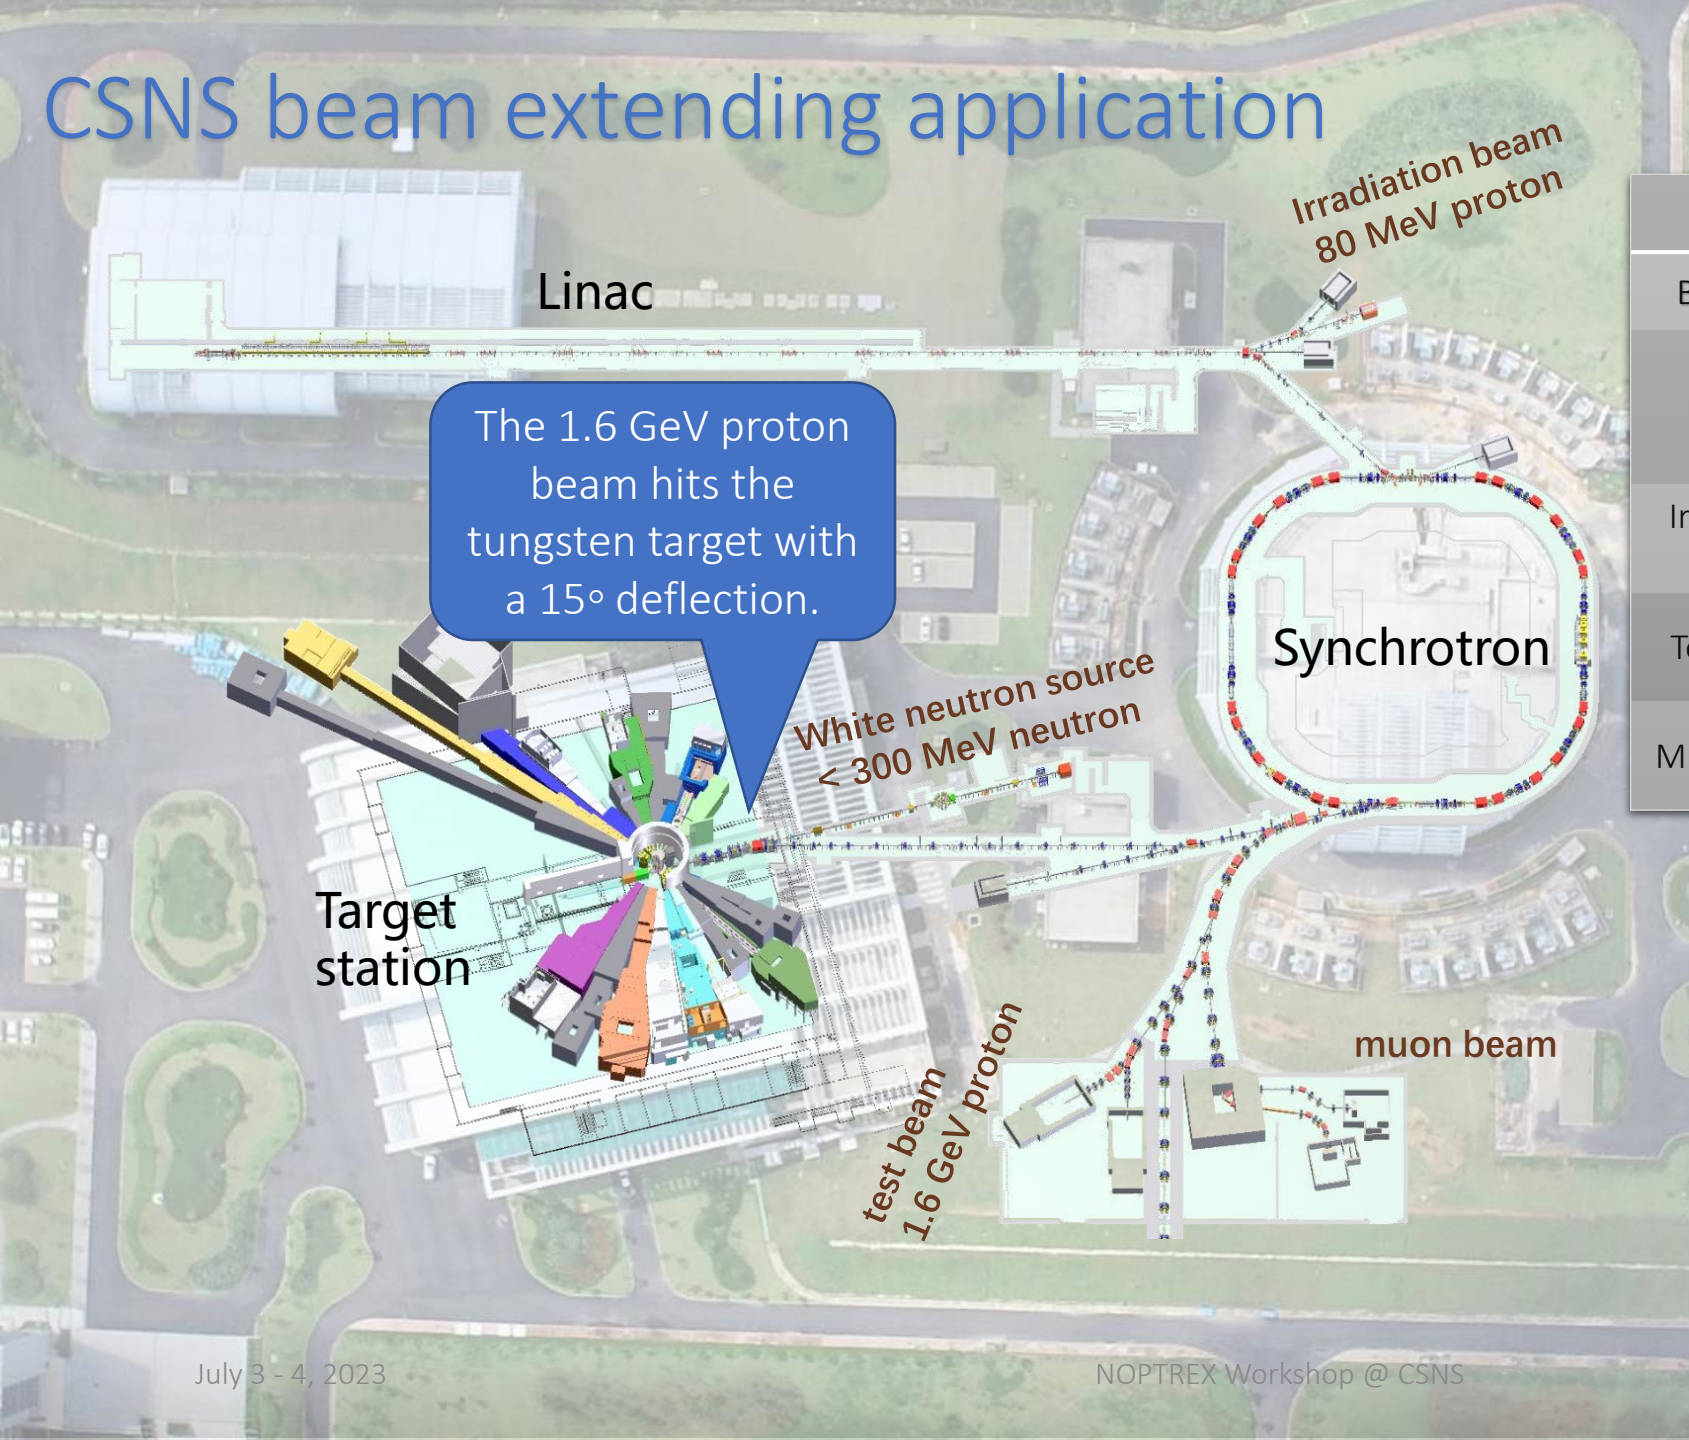 CSNS beam extending application
Irradiation beam
80 MeV proton
Linac
The 1.6 GeV proton
beam hits the
tungsten target with
a 15° deflection.
Synchrotron
White neutron source
< 300 MeV neutron
Target
station
test beam
1.6 GeV proton
muon beam
July 3 - 4, 2023
NOPTREX Workshop @ CSNS